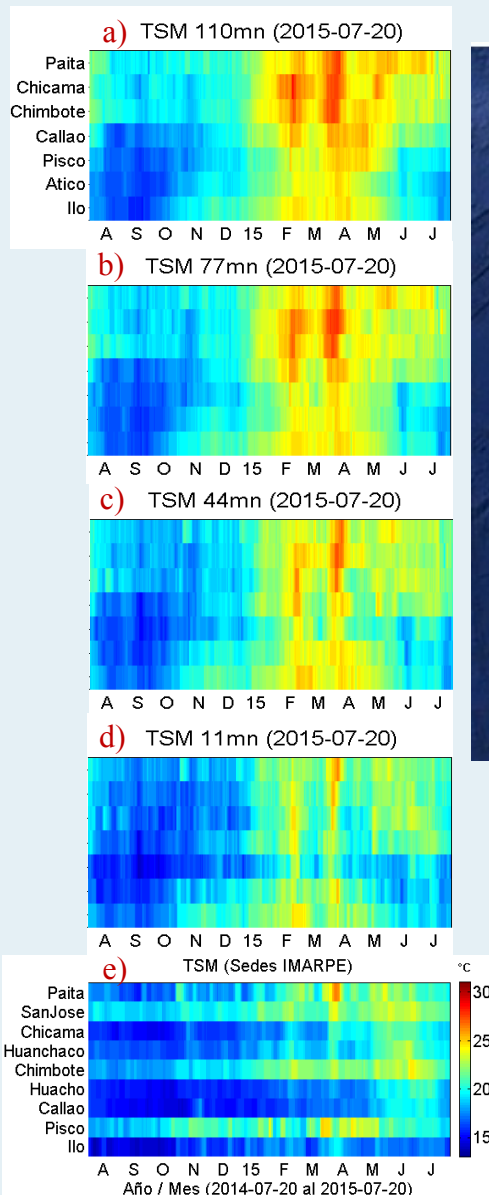 a) TSM 110mn (2015-07-20)
Paita
Chicama
Chimbote
Callao
Pisco
Atico
Ilo
A S O N D 15 F M A M J J
b) TSM 77mn (2015-07-20)
A S O N D 15 F M A M J J
c) TSM 44mn (2015-07-20)
A S O N D 15 F M A M J J
d) TSM 11mn (2015-07-20)
A S O N D 15 F M A M J J
e) TSM (Sedes IMARPE) °C
Paita
SanJose
Chicama
Huanchaco
Chimbote
Huacho
Callao
Pisco
Ilo
30
25
20
15
A S O N D 15 F M A M J J
Año / Mes (2014-07-20 al 2015-07-20)